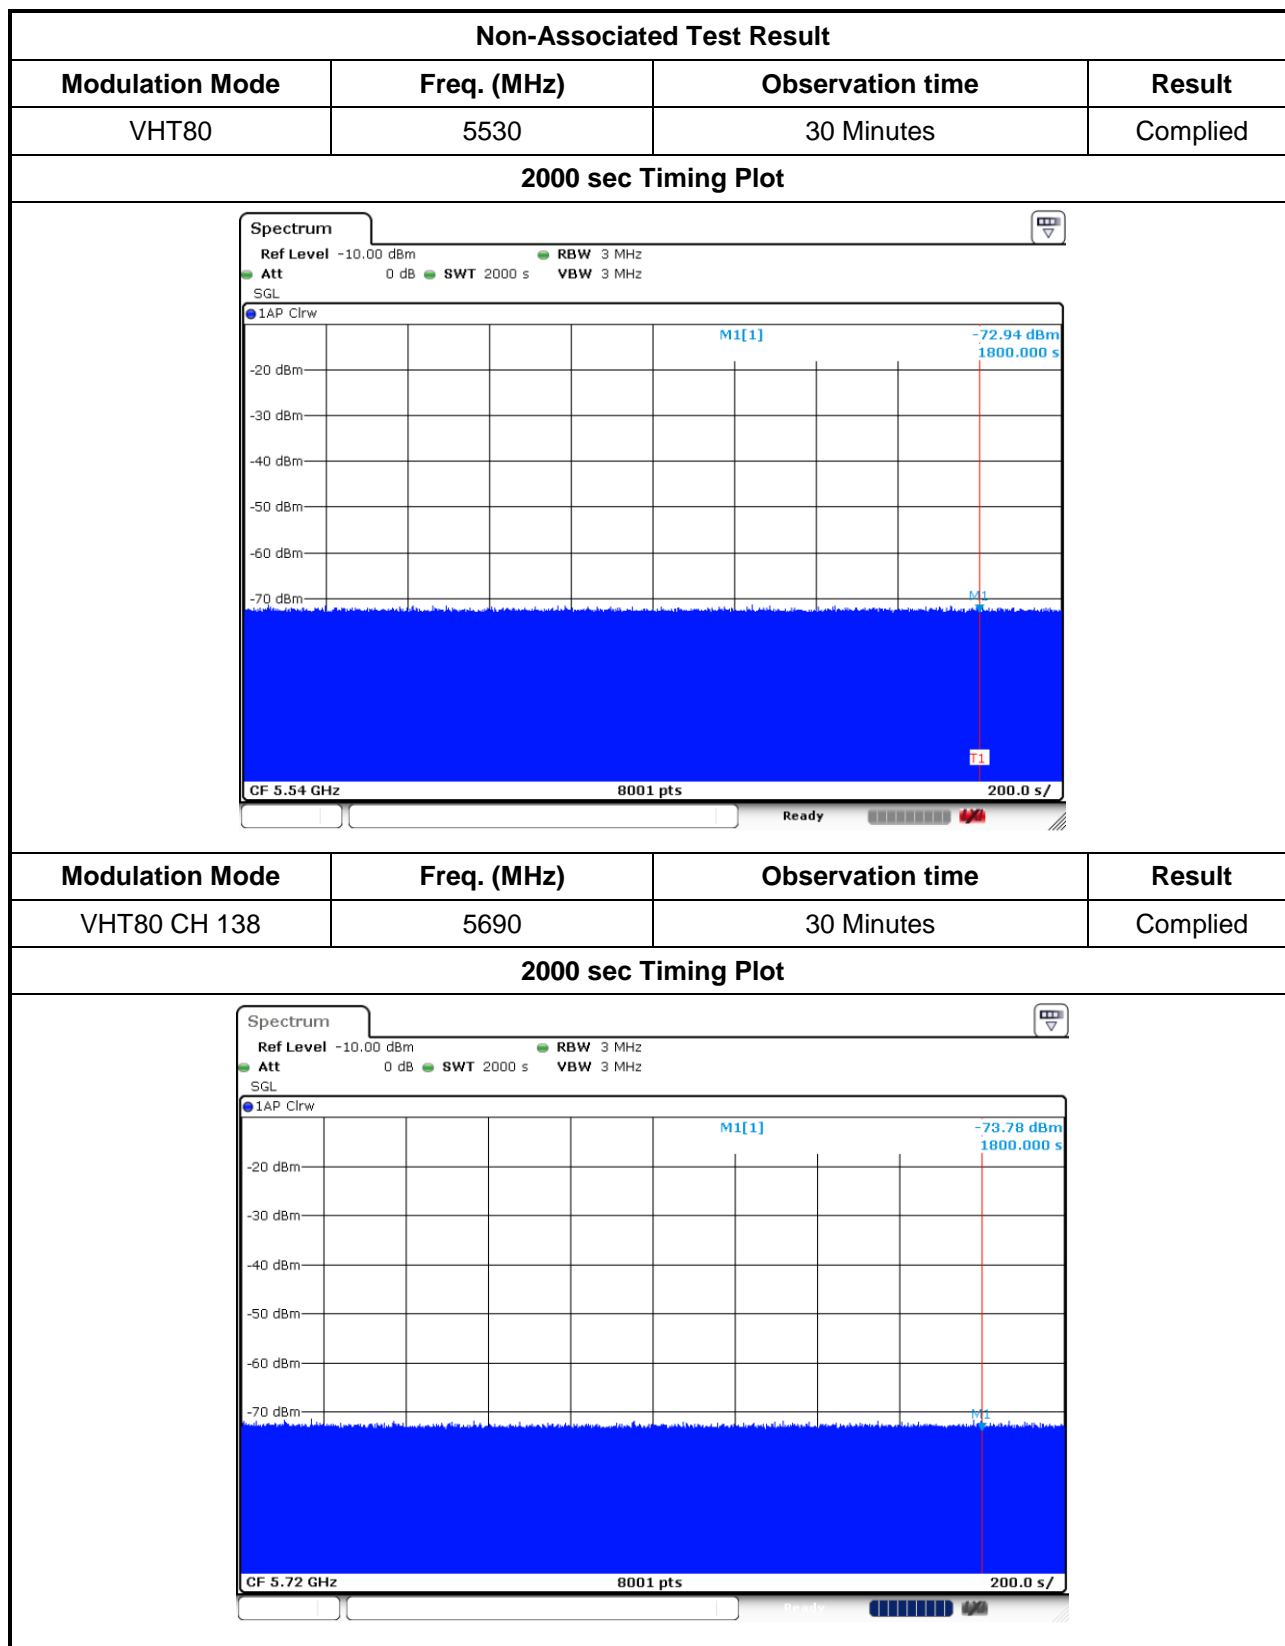 Non-Associated Test Result
Modulation Mode Freq. (MHz) Observation time Result
VHT80 5530 30 Minutes Complied
2000 sec Timing Plot
Spectrum
Ref Level -10.00 dBm RBW 3 MHz
Att 0 dB SWT 2000 s VBW 3 MHz
SGL
1AP Clrw
M1[1] -72.94 dBm
1800.000 s
-20 dBm
-30 dBm
-40 dBm
-50 dBm
-60 dBm
-70 dBm
M1
T1
CF 5.54 GHz 8001 pts 200.0 s/
Ready
Modulation Mode Freq. (MHz) Observation time Result
VHT80 CH 138 5690 30 Minutes Complied
2000 sec Timing Plot
Spectrum
Ref Level -10.00 dBm RBW 3 MHz
Att 0 dB SWT 2000 s VBW 3 MHz
SGL
1AP Clrw
M1[1] -73.78 dBm
1800.000 s
-20 dBm
-30 dBm
-40 dBm
-50 dBm
-60 dBm
-70 dBm
M1
CF 5.72 GHz 8001 pts 200.0 s/
Ready